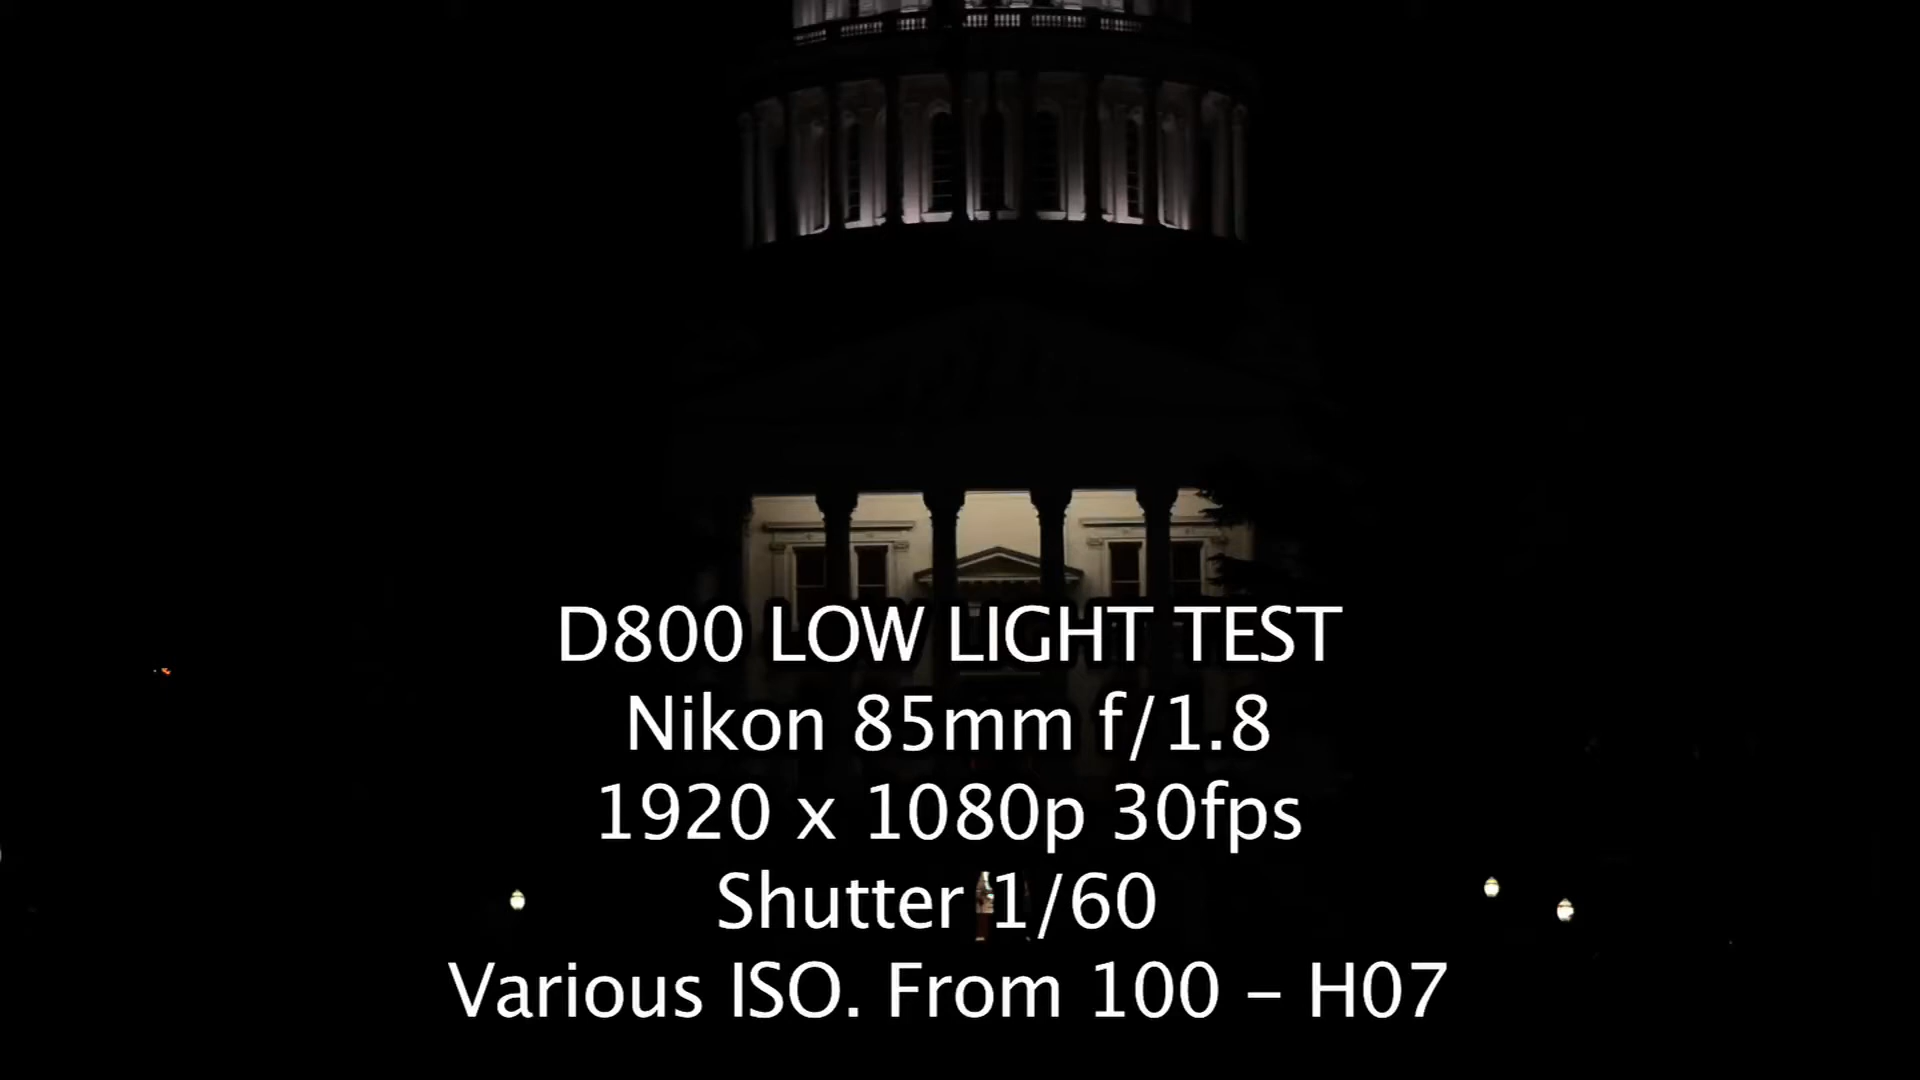 D800 LOW LIGHT TEST
Nikon 85mm f/1.8
1920 x 1080p 30fps
Shutter 1/60
Various ISO. From 100 – H07